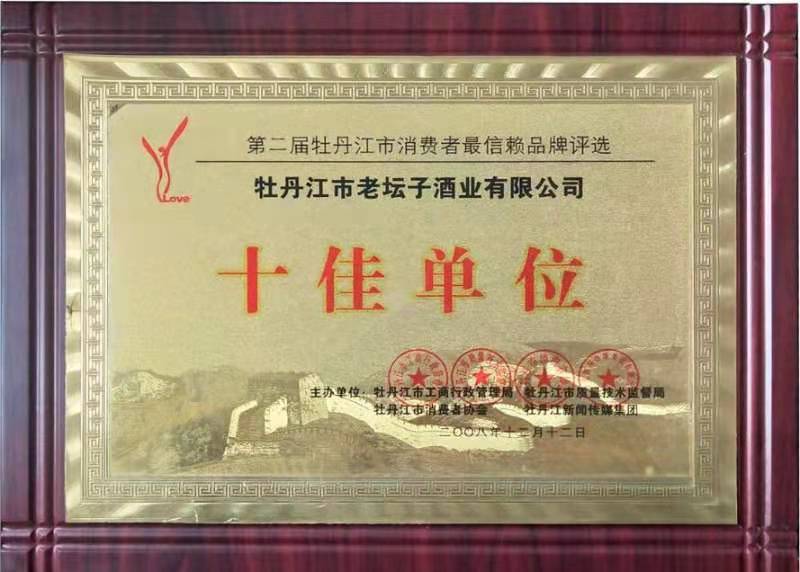 Love
第二届牡丹江市消费者最信赖品牌评选
牡丹江市老坛子酒业有限公司
十佳单位
主办单位：牡丹江市工商行政管理局 牡丹江市质量技术监督局
牡丹江市消费者协会 牡丹江新闻传媒集团
二〇〇八年十二月十二日